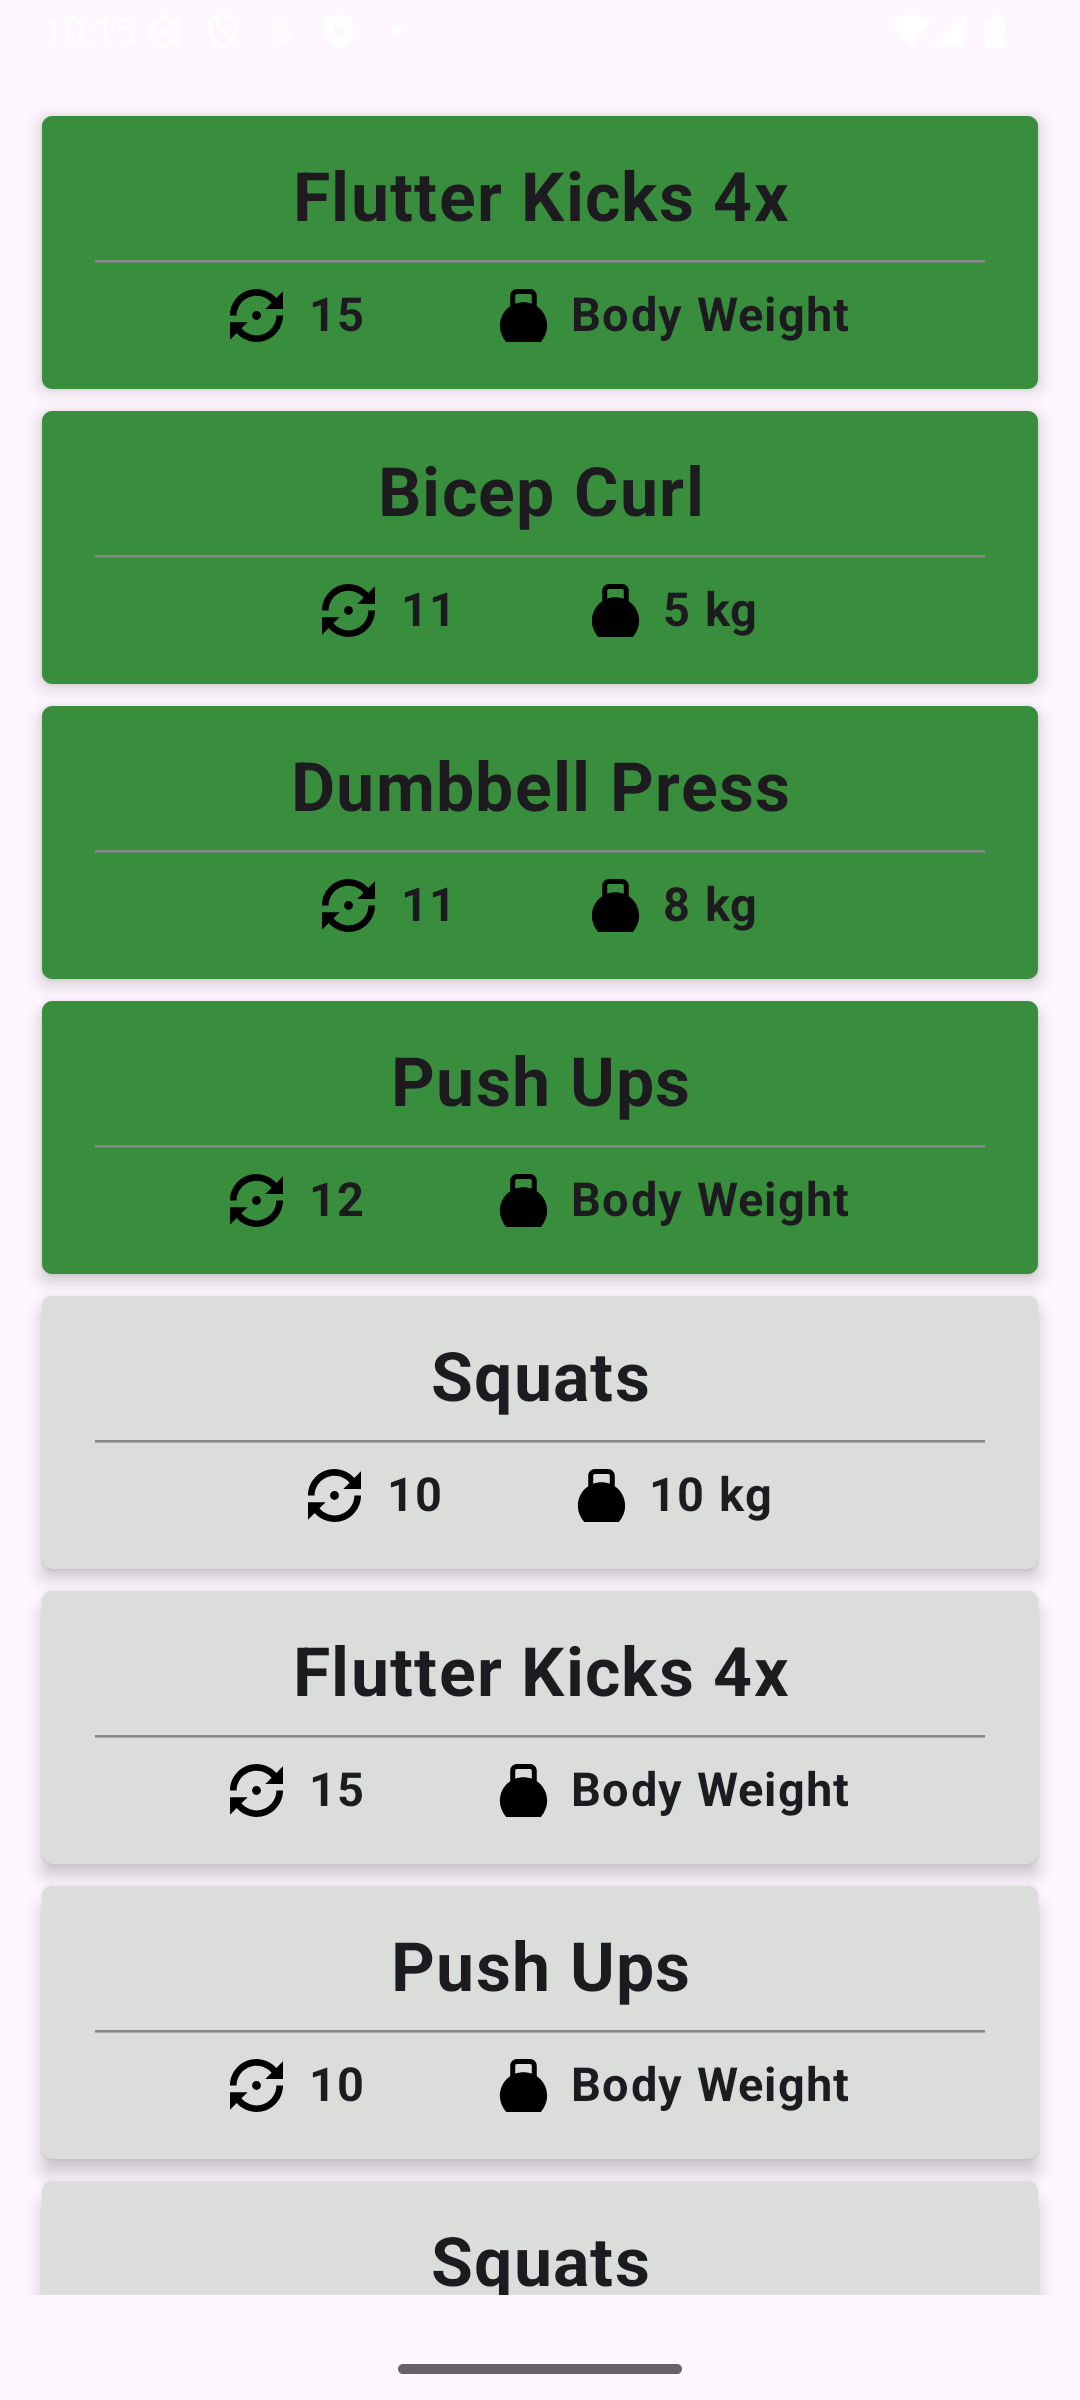 10:15
Flutter Kicks 4x
15 Body Weight
Bicep Curl
11 5 kg
Dumbbell Press
11 8 kg
Push Ups
12 Body Weight
Squats
10 10 kg
Flutter Kicks 4x
15 Body Weight
Push Ups
10 Body Weight
Squats